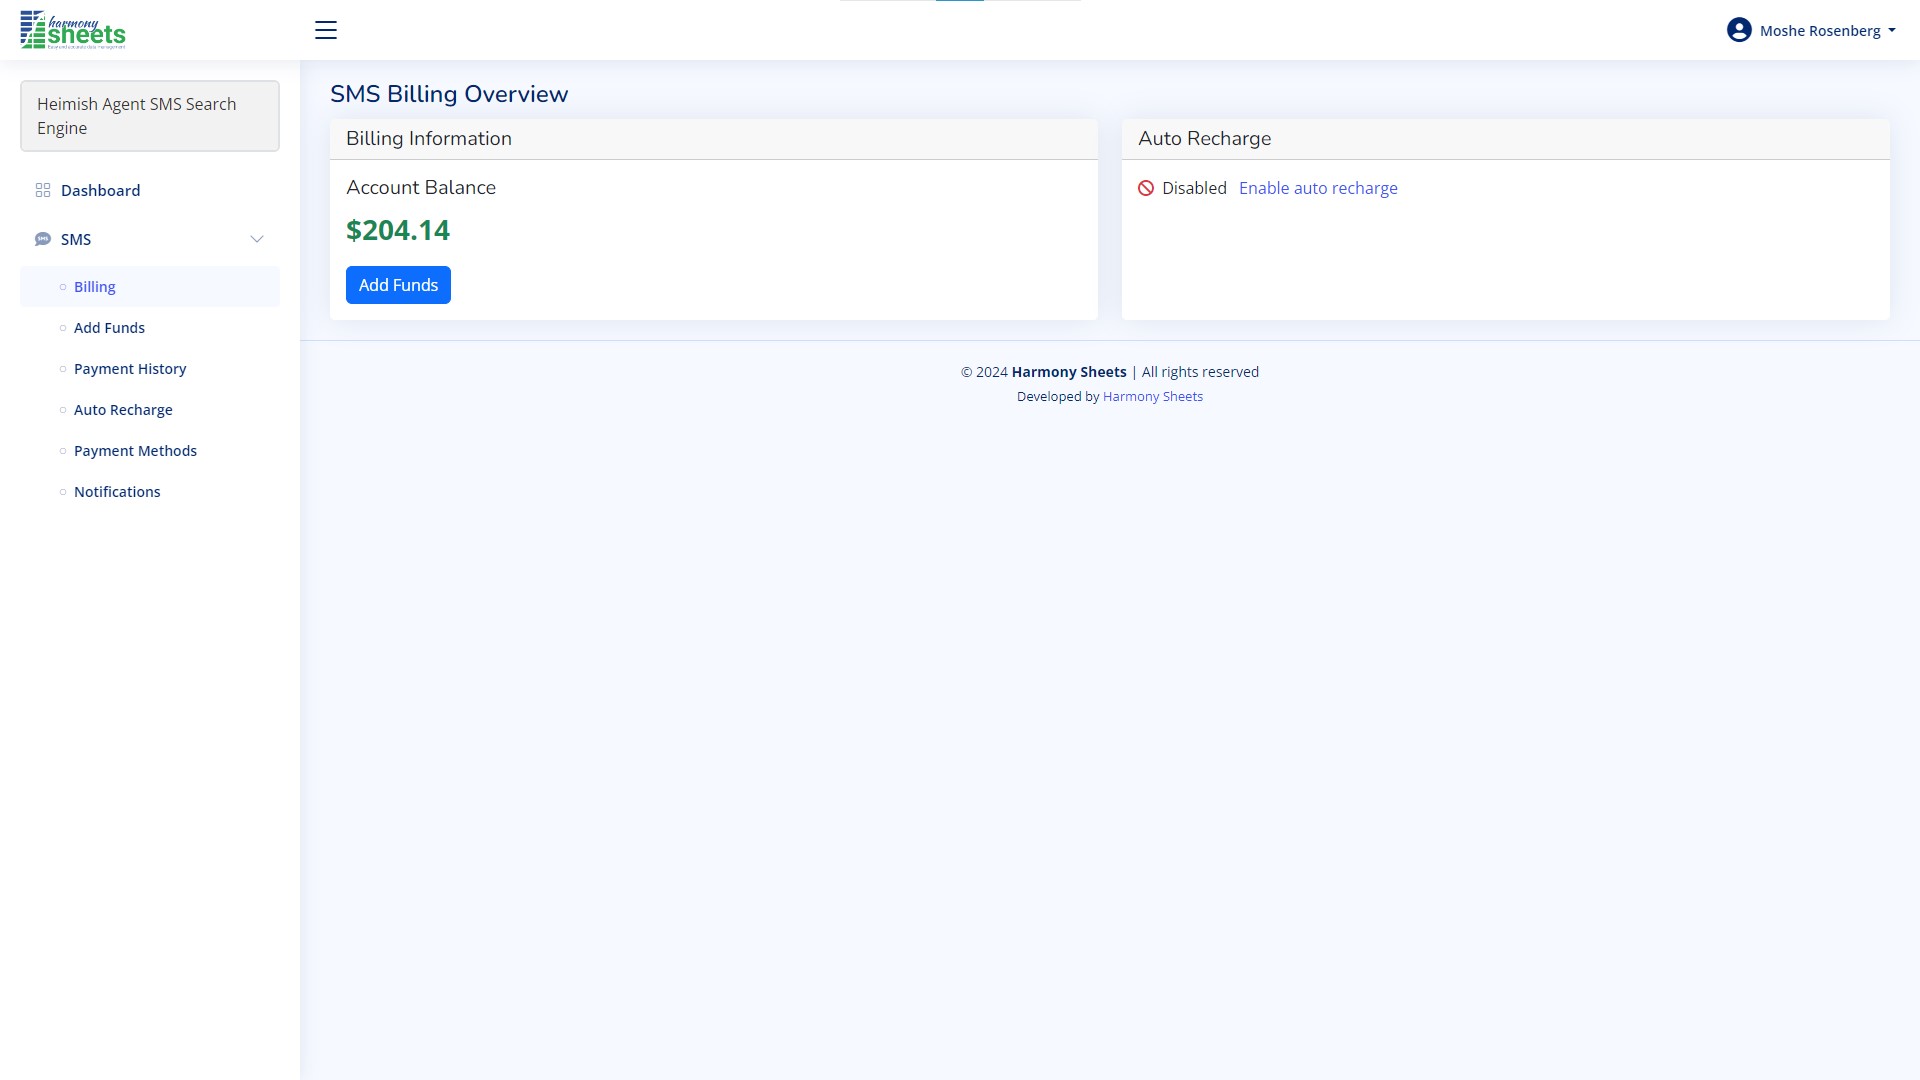 harmony
sheets
Moshe Rosenberg
Heimish Agent SMS Search
Engine
Dashboard
SMS
Billing
Add Funds
Payment History
Auto Recharge
Payment Methods
Notifications
SMS Billing Overview
Billing Information
Account Balance
$204.14
Add Funds
Auto Recharge
Disabled Enable auto recharge
© 2024 Harmony Sheets | All rights reserved
Developed by Harmony Sheets